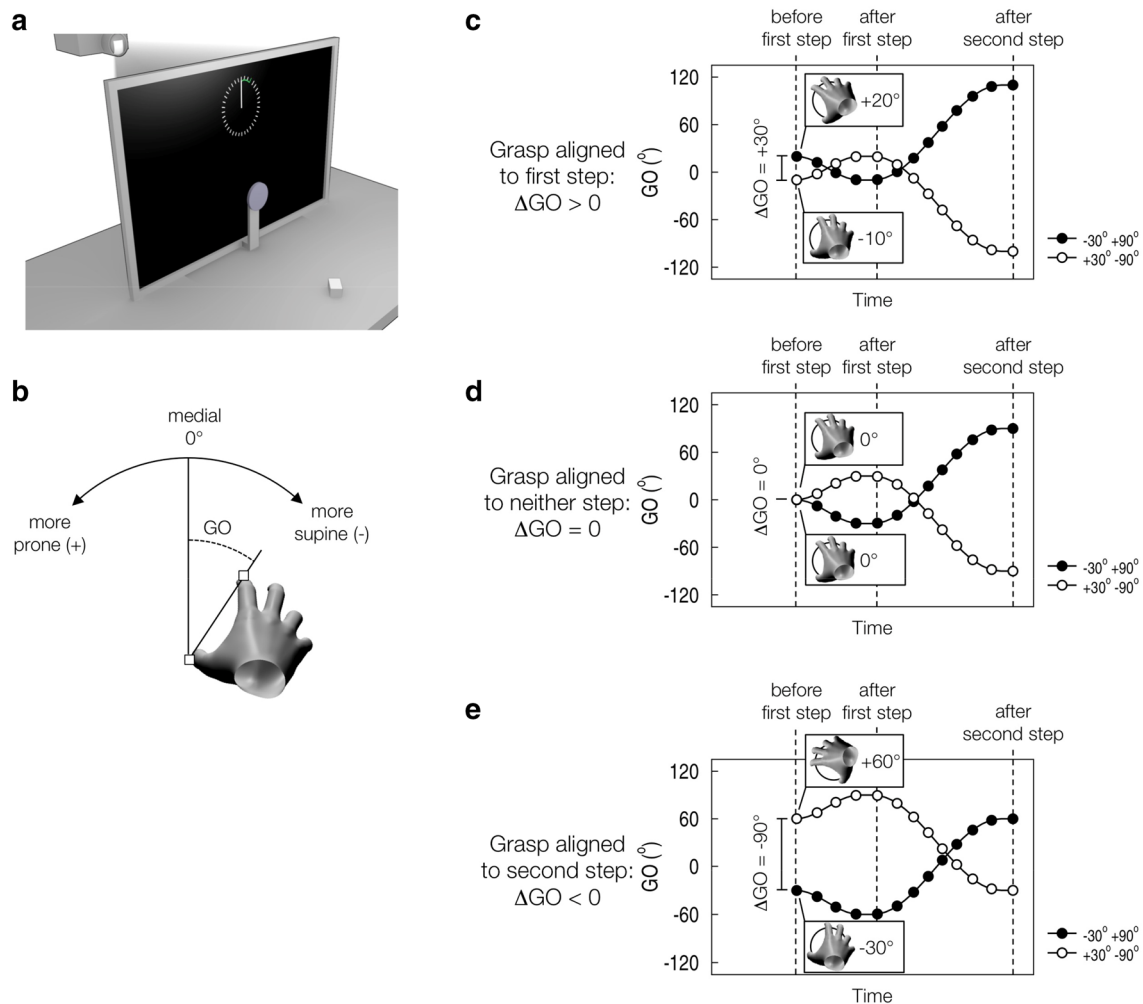 a
b
medial
0°
more
prone (+)
GO
more
supine (-)
c
before
first step
after
first step
after
second step
Grasp aligned
to first step:
ΔGO > 0
GO (°)
120
60
0
-60
-120
ΔGO = +30°
+20°
-10°
-30° +90°
+30° -90°
Time
d
before
first step
after
first step
after
second step
Grasp aligned
to neither step:
ΔGO = 0
GO (°)
120
60
0
-60
-120
ΔGO = 0°
0°
0°
-30° +90°
+30° -90°
Time
e
before
first step
after
first step
after
second step
Grasp aligned
to second step:
ΔGO < 0
GO (°)
120
60
0
-60
-120
ΔGO = -90°
+60°
-30°
-30° +90°
+30° -90°
Time